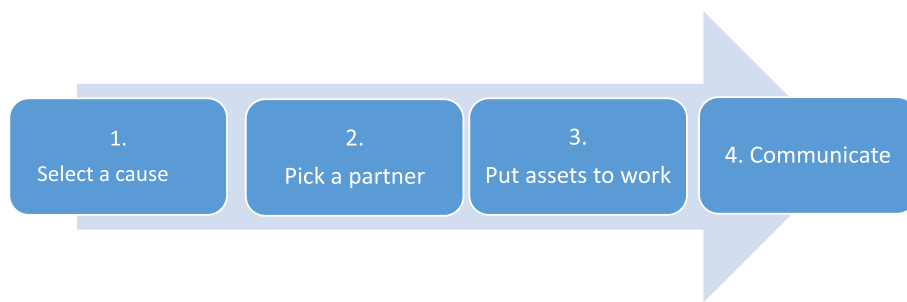 1.
Select a cause
2.
Pick a partner
3.
Put assets to work
4. Communicate